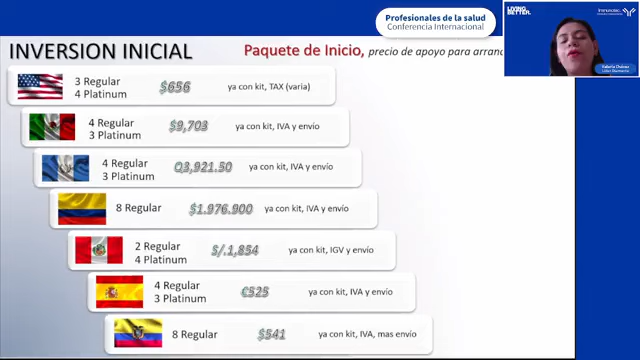 Profesionales de la salud
Conferencia Internacional
LIVING.
BETTER.
immunotec
INVERSION INICIAL
Paquete de Inicio, precio de apoyo para arran
3 Regular
4 Platinum
$656
ya con kit, TAX (varia)
4 Regular
3 Platinum
$9,703
ya con kit, IVA y envío
4 Regular
3 Platinum
Q3,921.50
ya con kit, IVA y envío
8 Regular
$1.976.900
ya con kit, IVA y envío
2 Regular
4 Platinum
S/.1,854
ya con kit, IGV y envío
4 Regular
3 Platinum
€525
ya con kit, IVA y envío
8 Regular
$541
ya con kit, IVA, mas envío